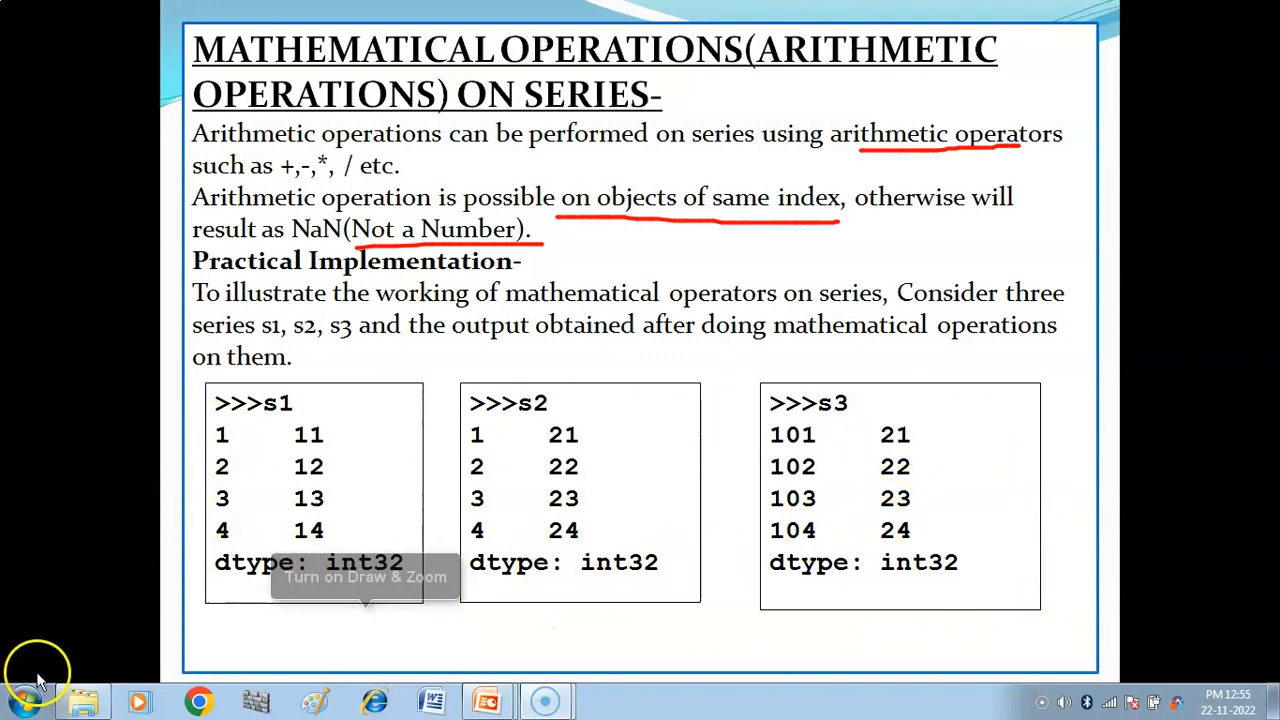 MATHEMATICAL OPERATIONS(ARITHMETIC
OPERATIONS) ON SERIES-
Arithmetic operations can be performed on series using arithmetic operators
such as +,-,*, / etc.
Arithmetic operation is possible on objects of same index, otherwise will
result as NaN(Not a Number).
Practical Implementation-
To illustrate the working of mathematical operators on series, Consider three
series s1, s2, s3 and the output obtained after doing mathematical operations
on them.
>>>s1
1 11
2 12
3 13
4 14
dtype: int32
>>>s2
1 21
2 22
3 23
4 24
dtype: int32
>>>s3
101 21
102 22
103 23
104 24
dtype: int32
Turn on Draw & Zoom
PM 12:55
22-11-2022